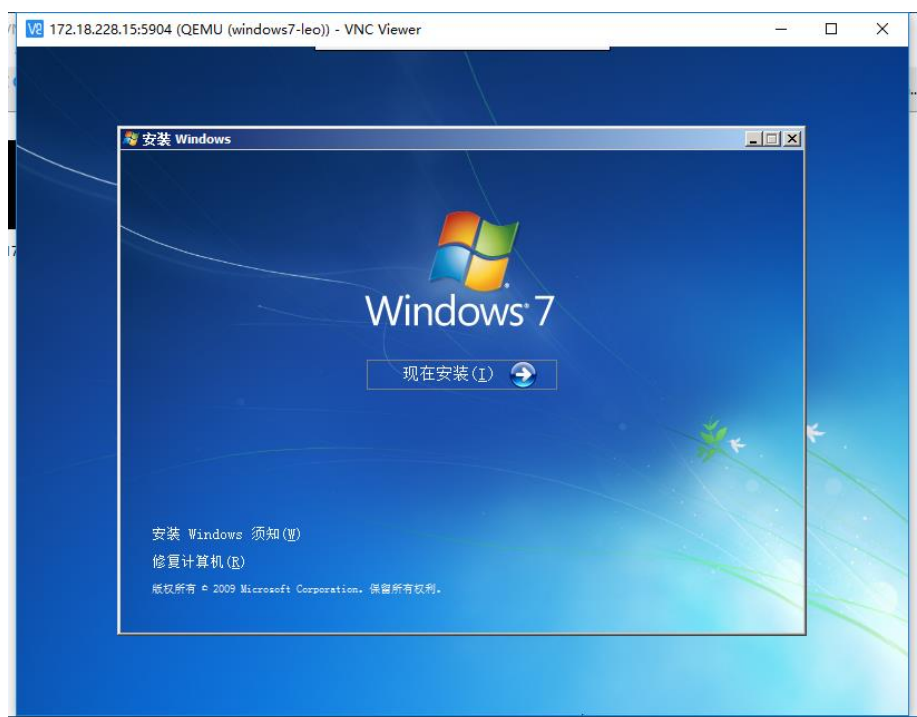 172.18.228.15:5904 (QEMU (windows7-leo)) - VNC Viewer
安装 Windows
Windows 7
现在安装(I)
安装 Windows 须知(W)
修复计算机(R)
版权所有 © 2009 Microsoft Corporation。保留所有权利。